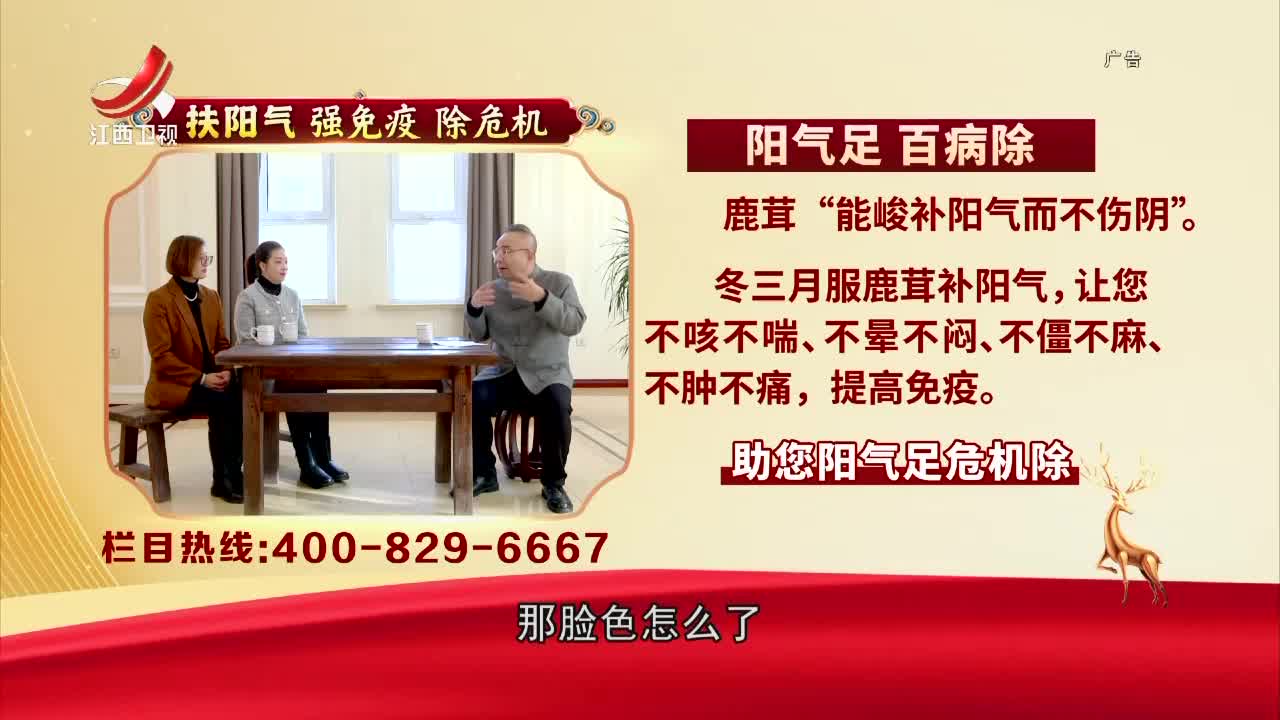 广告
江西卫视
扶阳气 强免疫 除危机
阳气足 百病除
鹿茸“能峻补阳气而不伤阴”。
冬三月服鹿茸补阳气，让您
不咳不喘、不晕不闷、不僵不麻、
不肿不痛，提高免疫。
助您阳气足危机除
栏目热线:400-829-6667
那脸色怎么了